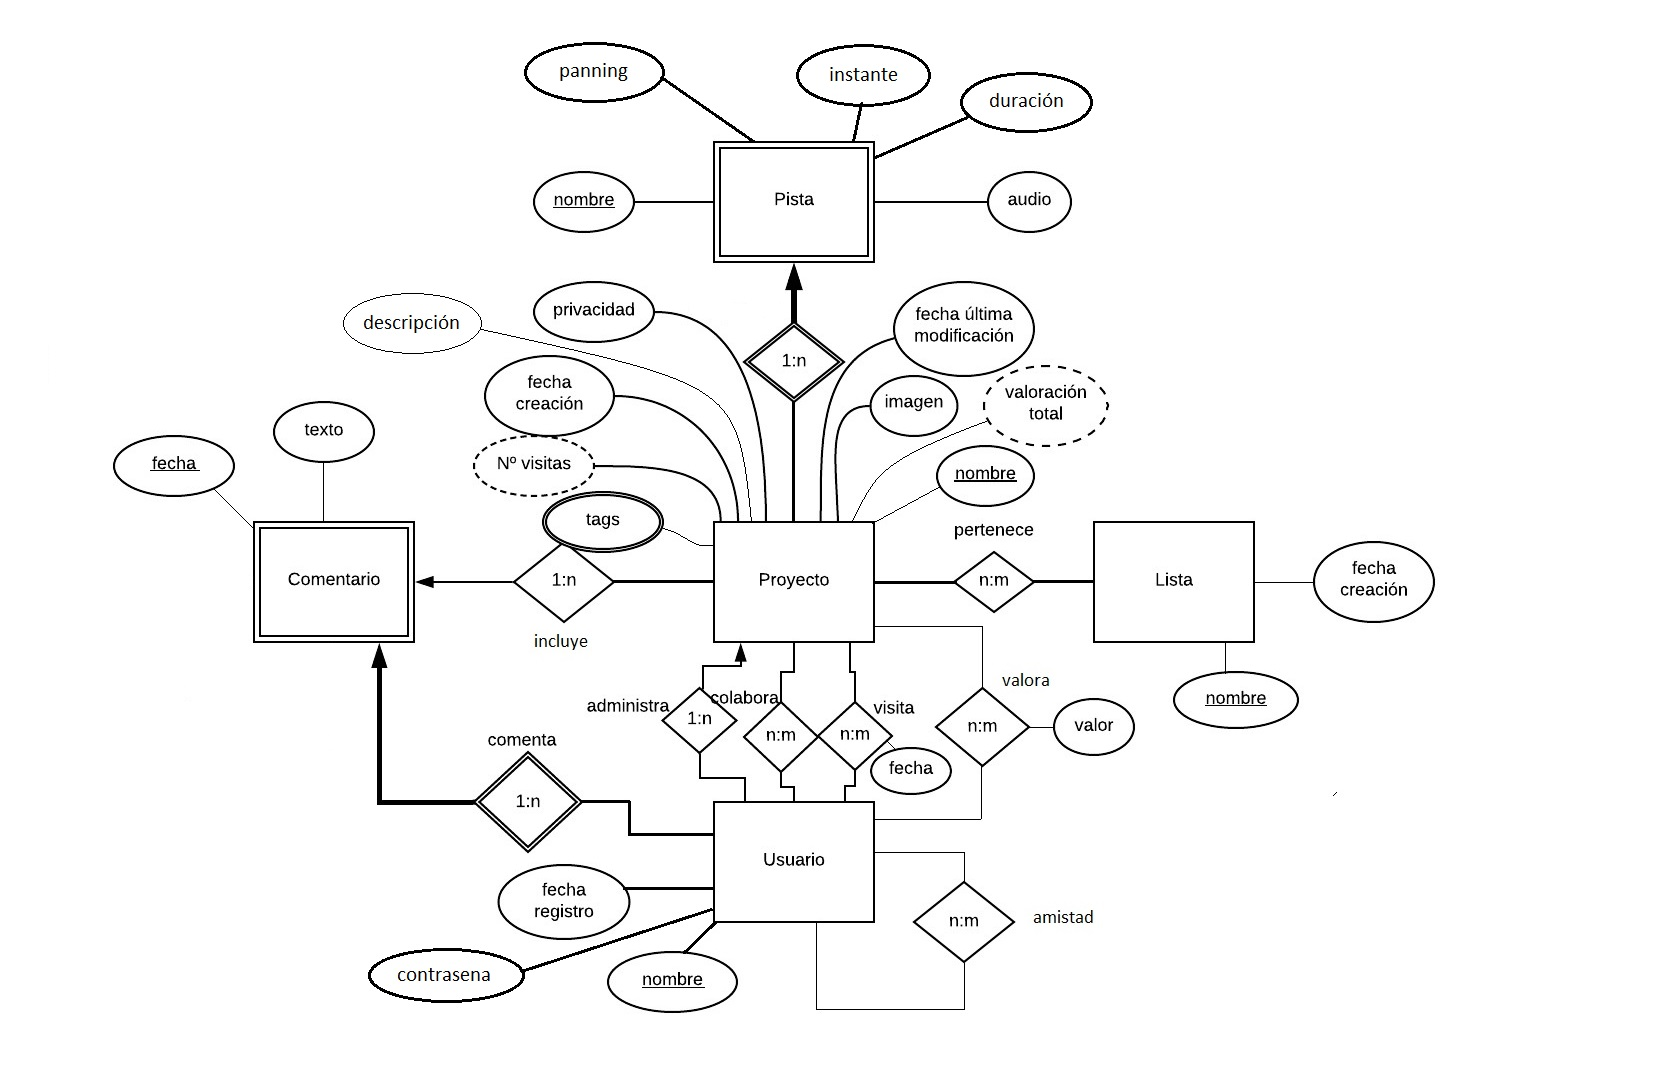 panning
instante
duración
nombre
Pista
audio
privacidad
fecha última
modificación
descripción
1:n
fecha
creación
imagen
valoración
total
texto
fecha
Nº visitas
nombre
tags
pertenece
Comentario
1:n
Proyecto
n:m
Lista
fecha
creación
incluye
valora
nombre
administra
colabora
visita
1:n
n:m
n:m
n:m
valor
comenta
fecha
1:n
Usuario
fecha
registro
n:m
amistad
contrasena
nombre